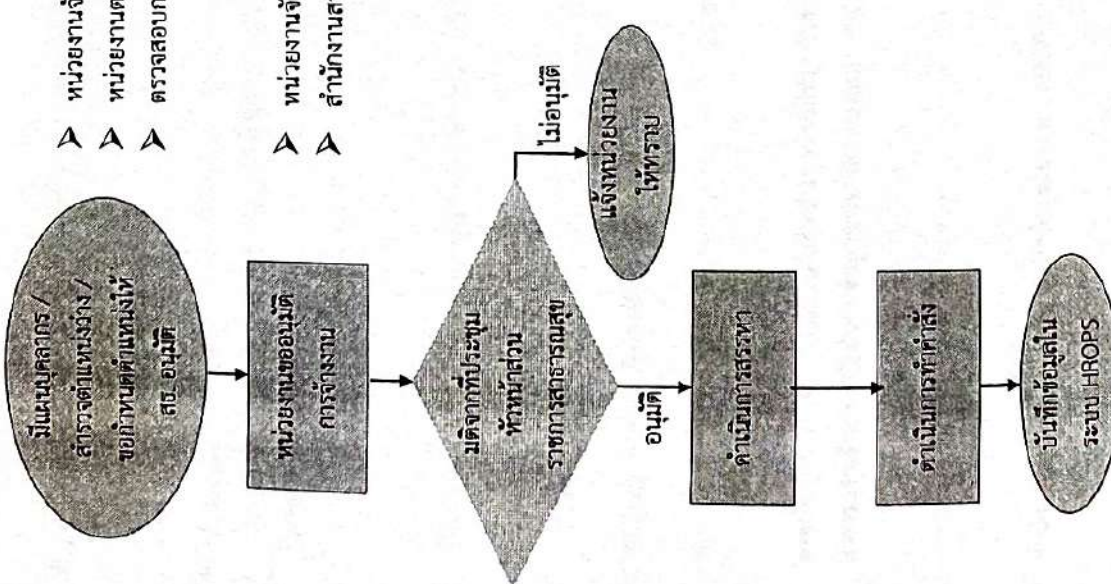 มีแผนบุคลากร /
สำรวจตำแหน่งว่าง /
ขอกำหนดตำแหน่งให้
สธ. อนุมัติ
➢ หน่วยงานจั
➢ หน่วยงานต
➢ ตรวจสอบก
หน่วยงานขออนุมัติ
การจ้างงาน
➢ หน่วยงานจั
➢ สำนักงานสา
มติจากที่ประชุม
หัวหน้าส่วน
ราชการสาธารณสุข
ไม่อนุมัติ
แจ้งหน่วยงาน
ให้ทราบ
อนุมัติ
ดำเนินการสรรหา
ดำเนินการทำคำสั่ง
บันทึกข้อมูลใน
ระบบ HROPS